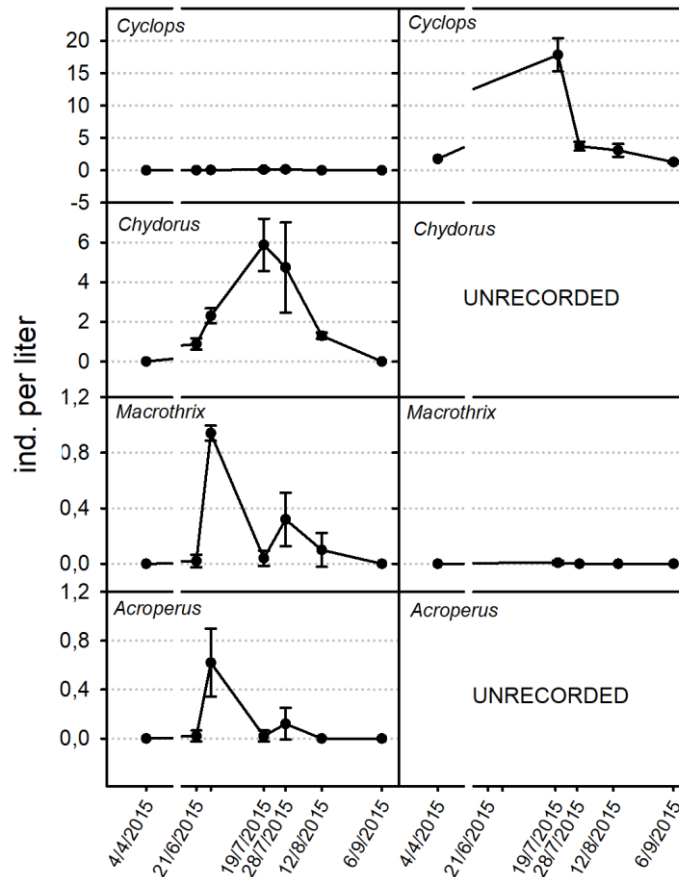 Cyclops
Cyclops
20
15
10
5
0
-5
Chydorus
Chydorus
6
4
2
0
UNRECORDED
ind. per liter
1,2
Macrothrix
Macrothrix
0,8
0,4
0,0
1,2
Acroperus
Acroperus
0,8
0,4
0,0
UNRECORDED
4/4/2015
21/6/2015
19/7/2015
28/7/2015
12/8/2015
6/9/2015
4/4/2015
21/6/2015
19/7/2015
28/7/2015
12/8/2015
6/9/2015